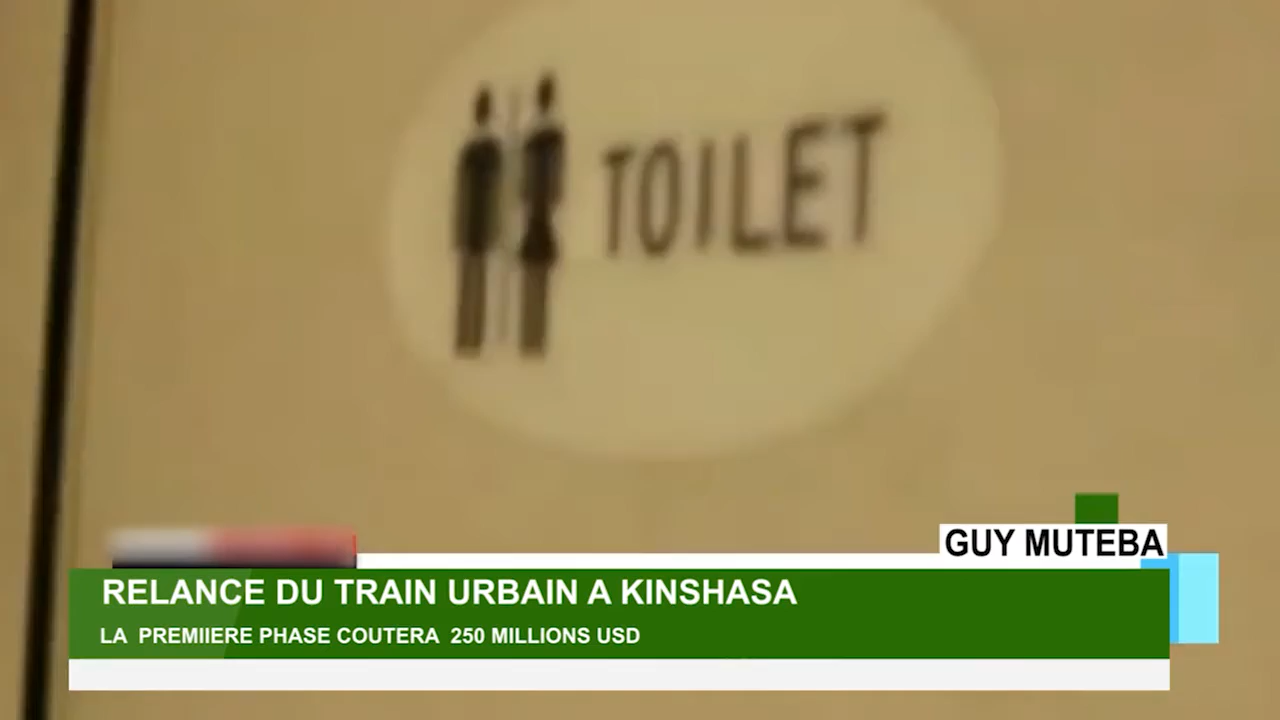 TOILET
GUY MUTEBA
RELANCE DU TRAIN URBAIN A KINSHASA
LA PREMIIERE PHASE COUTERA 250 MILLIONS USD